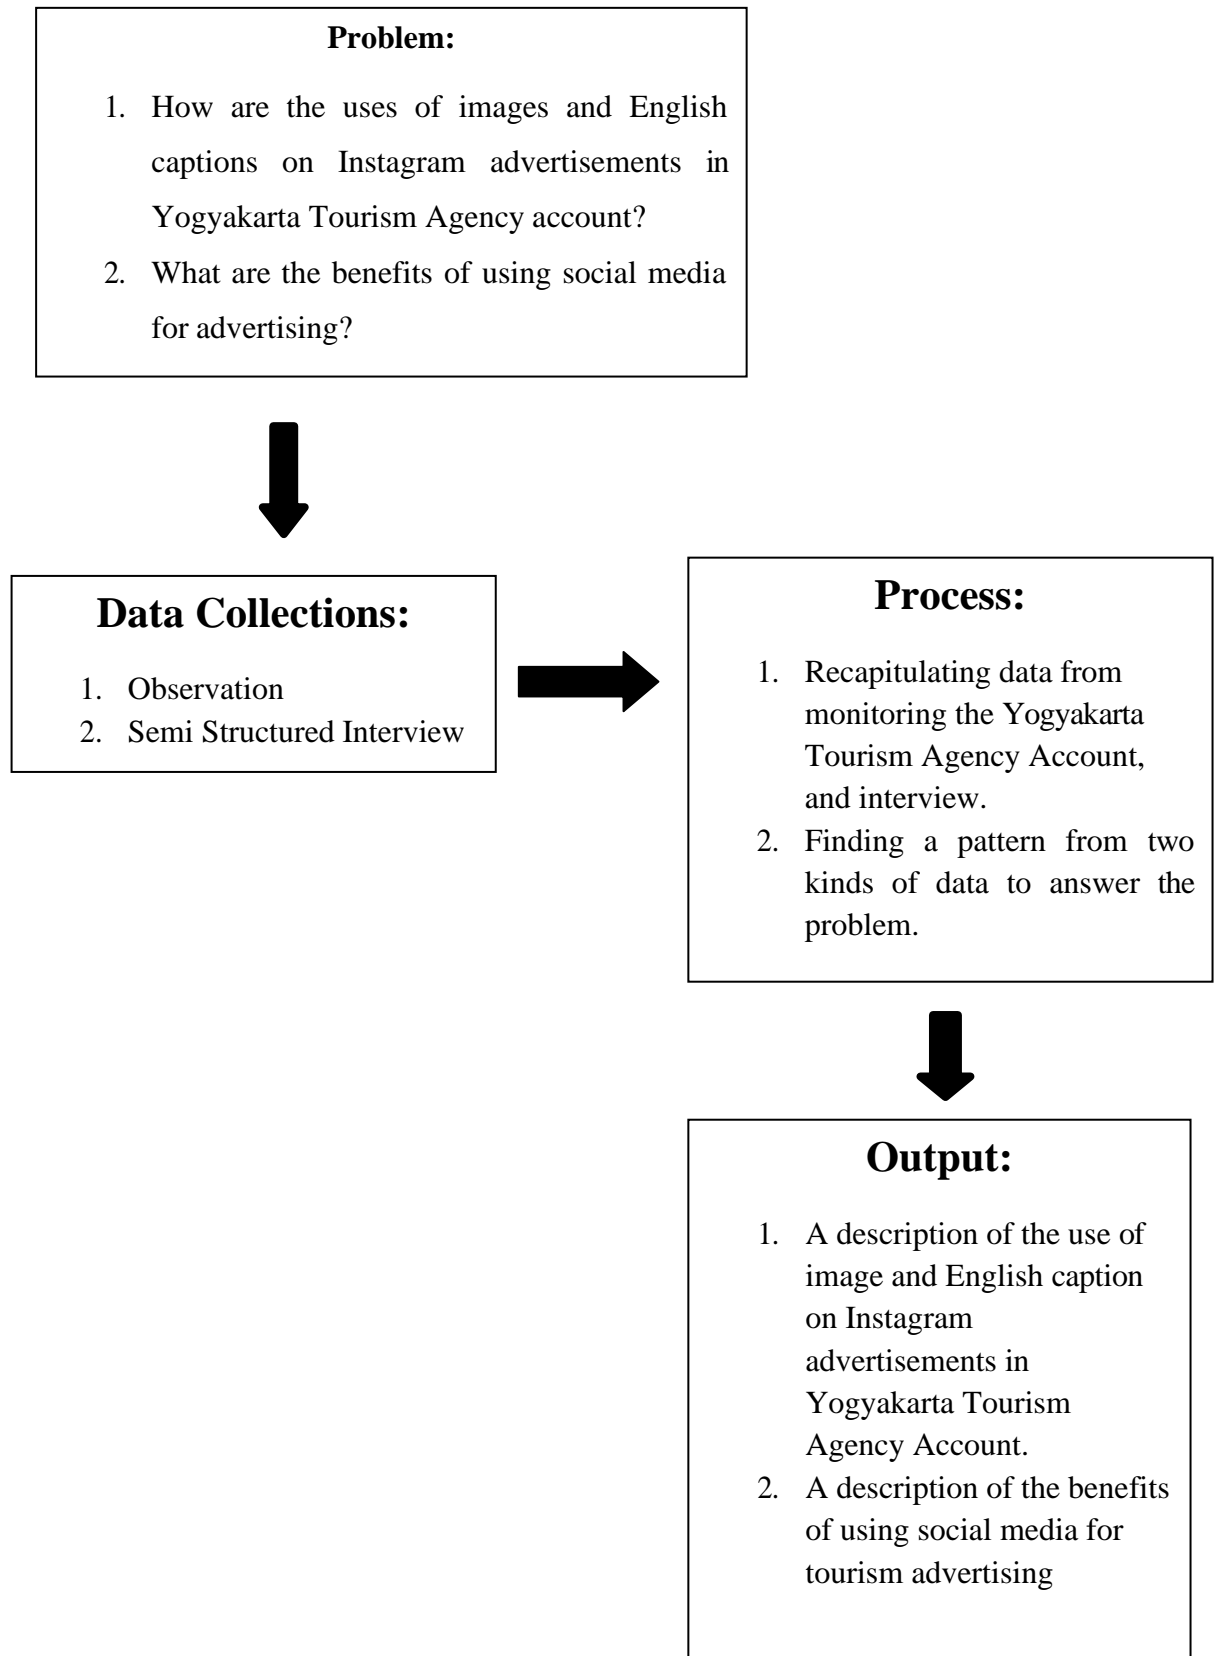 Problem:
1. How are the uses of images and English
captions on Instagram advertisements in
Yogyakarta Tourism Agency account?
2. What are the benefits of using social media
for advertising?
Data Collections:
1. Observation
2. Semi Structured Interview
Process:
1. Recapitulating data from
monitoring the Yogyakarta
Tourism Agency Account,
and interview.
2. Finding a pattern from two
kinds of data to answer the
problem.
Output:
1. A description of the use of
image and English caption
on Instagram
advertisements in
Yogyakarta Tourism
Agency Account.
2. A description of the benefits
of using social media for
tourism advertising